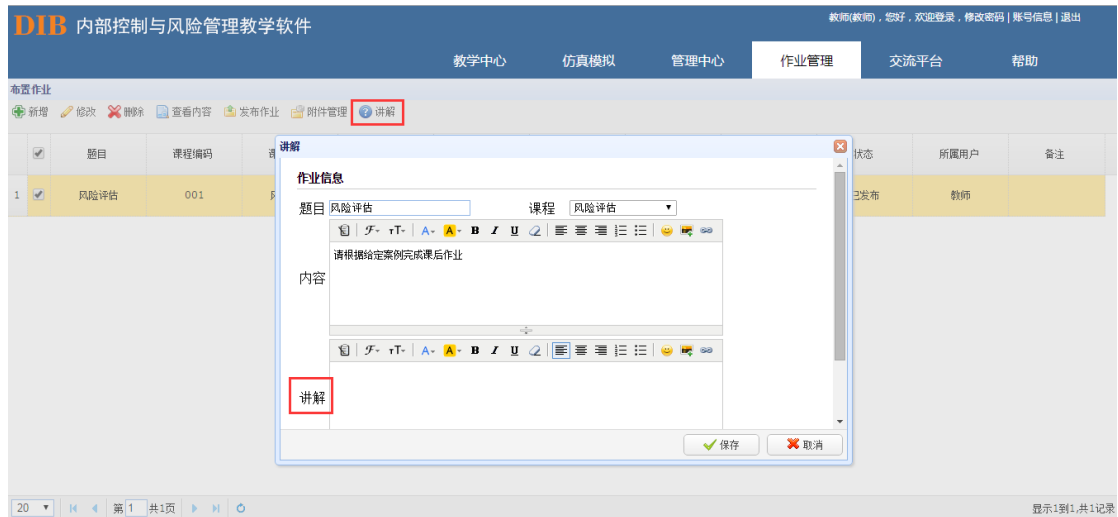 DIB 内部控制与风险管理教学软件
教师(教师)，您好，欢迎登录，修改密码 | 账号信息 | 退出
教学中心 仿真模拟 管理中心 作业管理 交流平台 帮助
布置作业
新增 修改 删除 查看内容 发布作业 附件管理 讲解
题目 课程编码 状态 所属用户 备注
1 风险评估 001 已发布 教师
讲解
作业信息
题目 风险评估 课程 风险评估
请根据给定案例完成课后作业
内容
讲解
保存 取消
20 第 1 共1页 显示1到1,共1记录